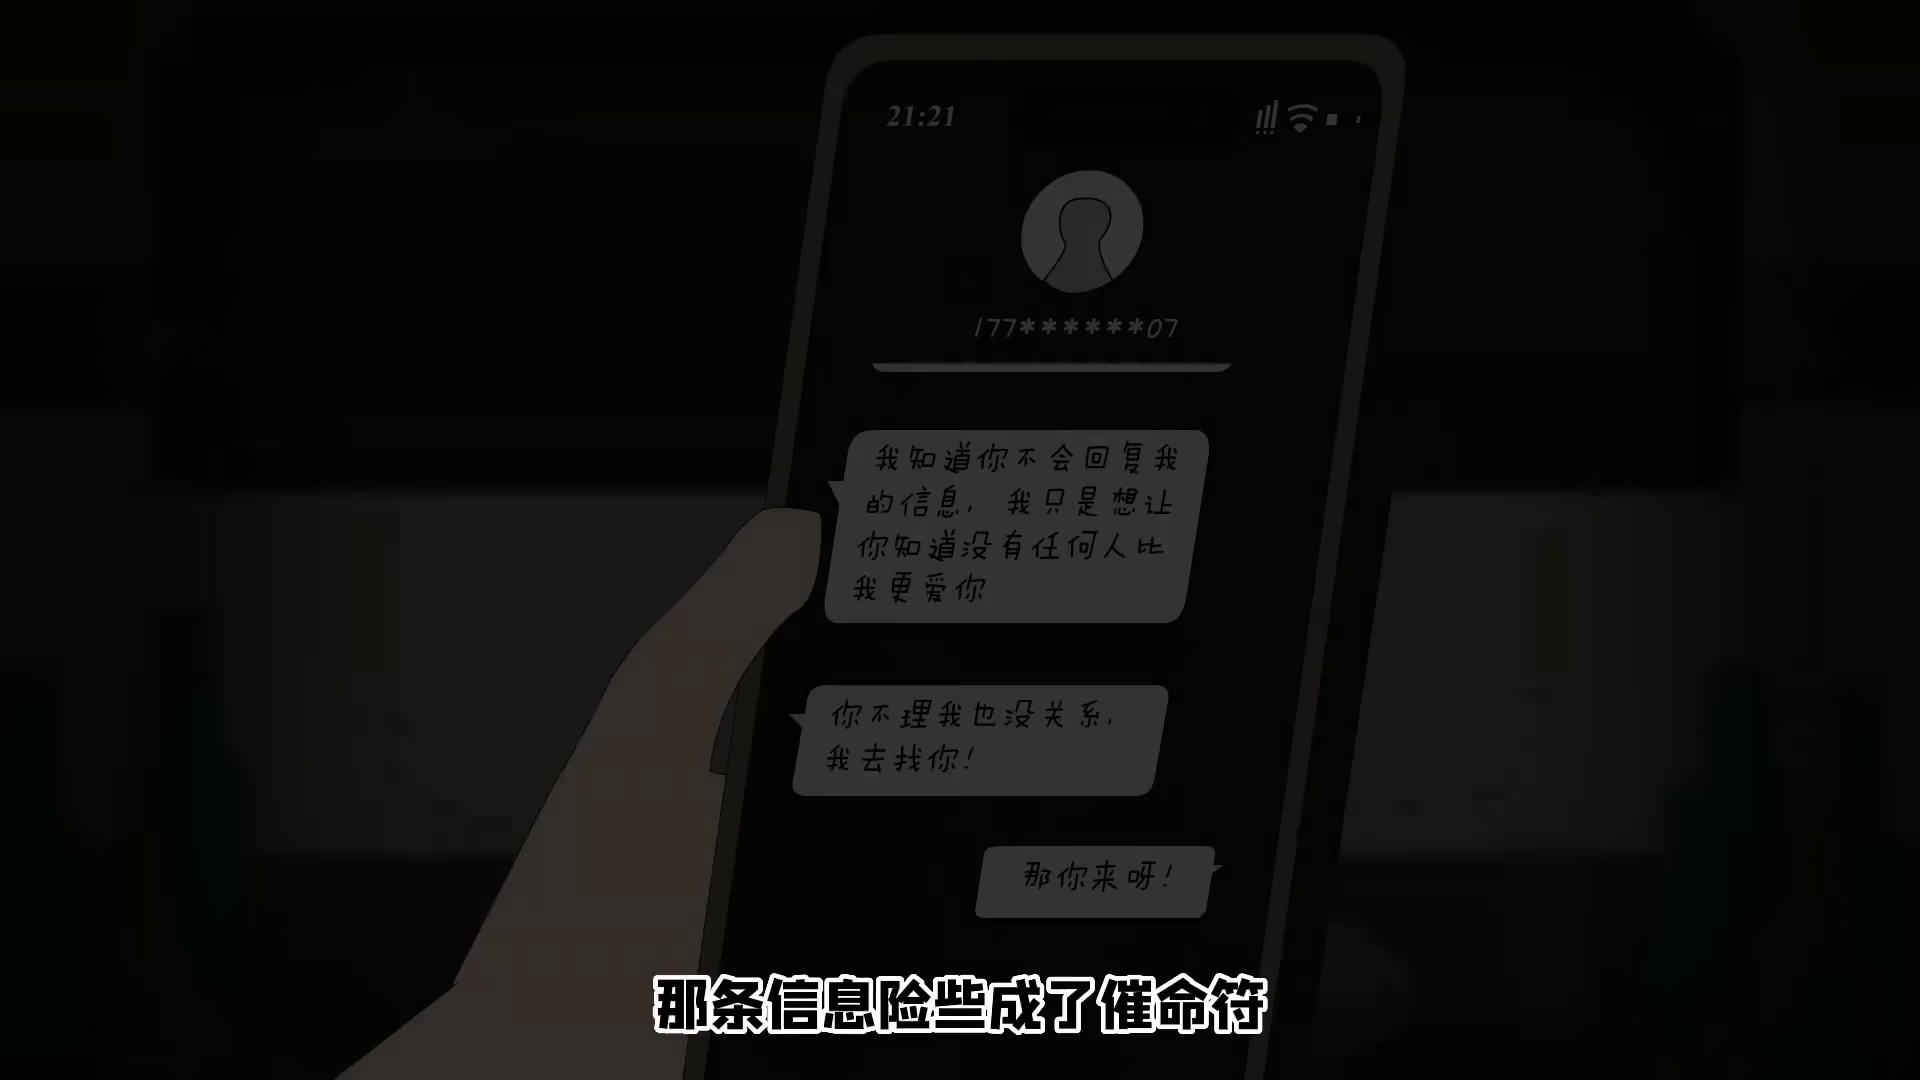 21:21
177******07
我知道你不会回复我
的信息，我只是想让
你知道没有任何人比
我更爱你
你不理我也没关系，
我去找你！
那你来呀！
那条信息险些成了催命符